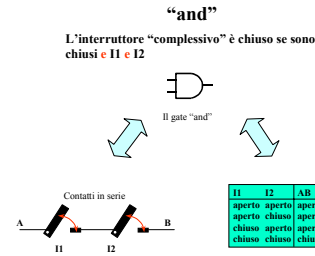 “and”
L'interruttore “complessivo” è chiuso se sono
chiusi e I1 e I2
Il gate “and”
Contatti in serie
A B
I1 I2
I1 I2 AB
aperto aperto
aperto chiuso
chiuso aperto
chiuso chiuso